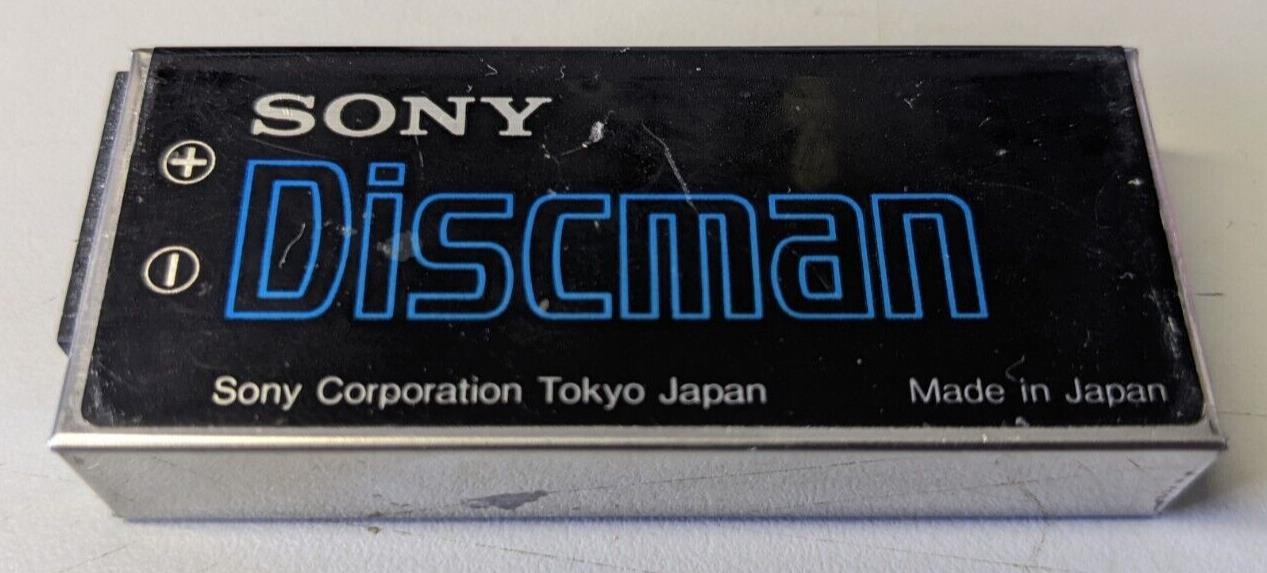 SONY
+
Discman
−
Sony Corporation Tokyo Japan
Made in Japan